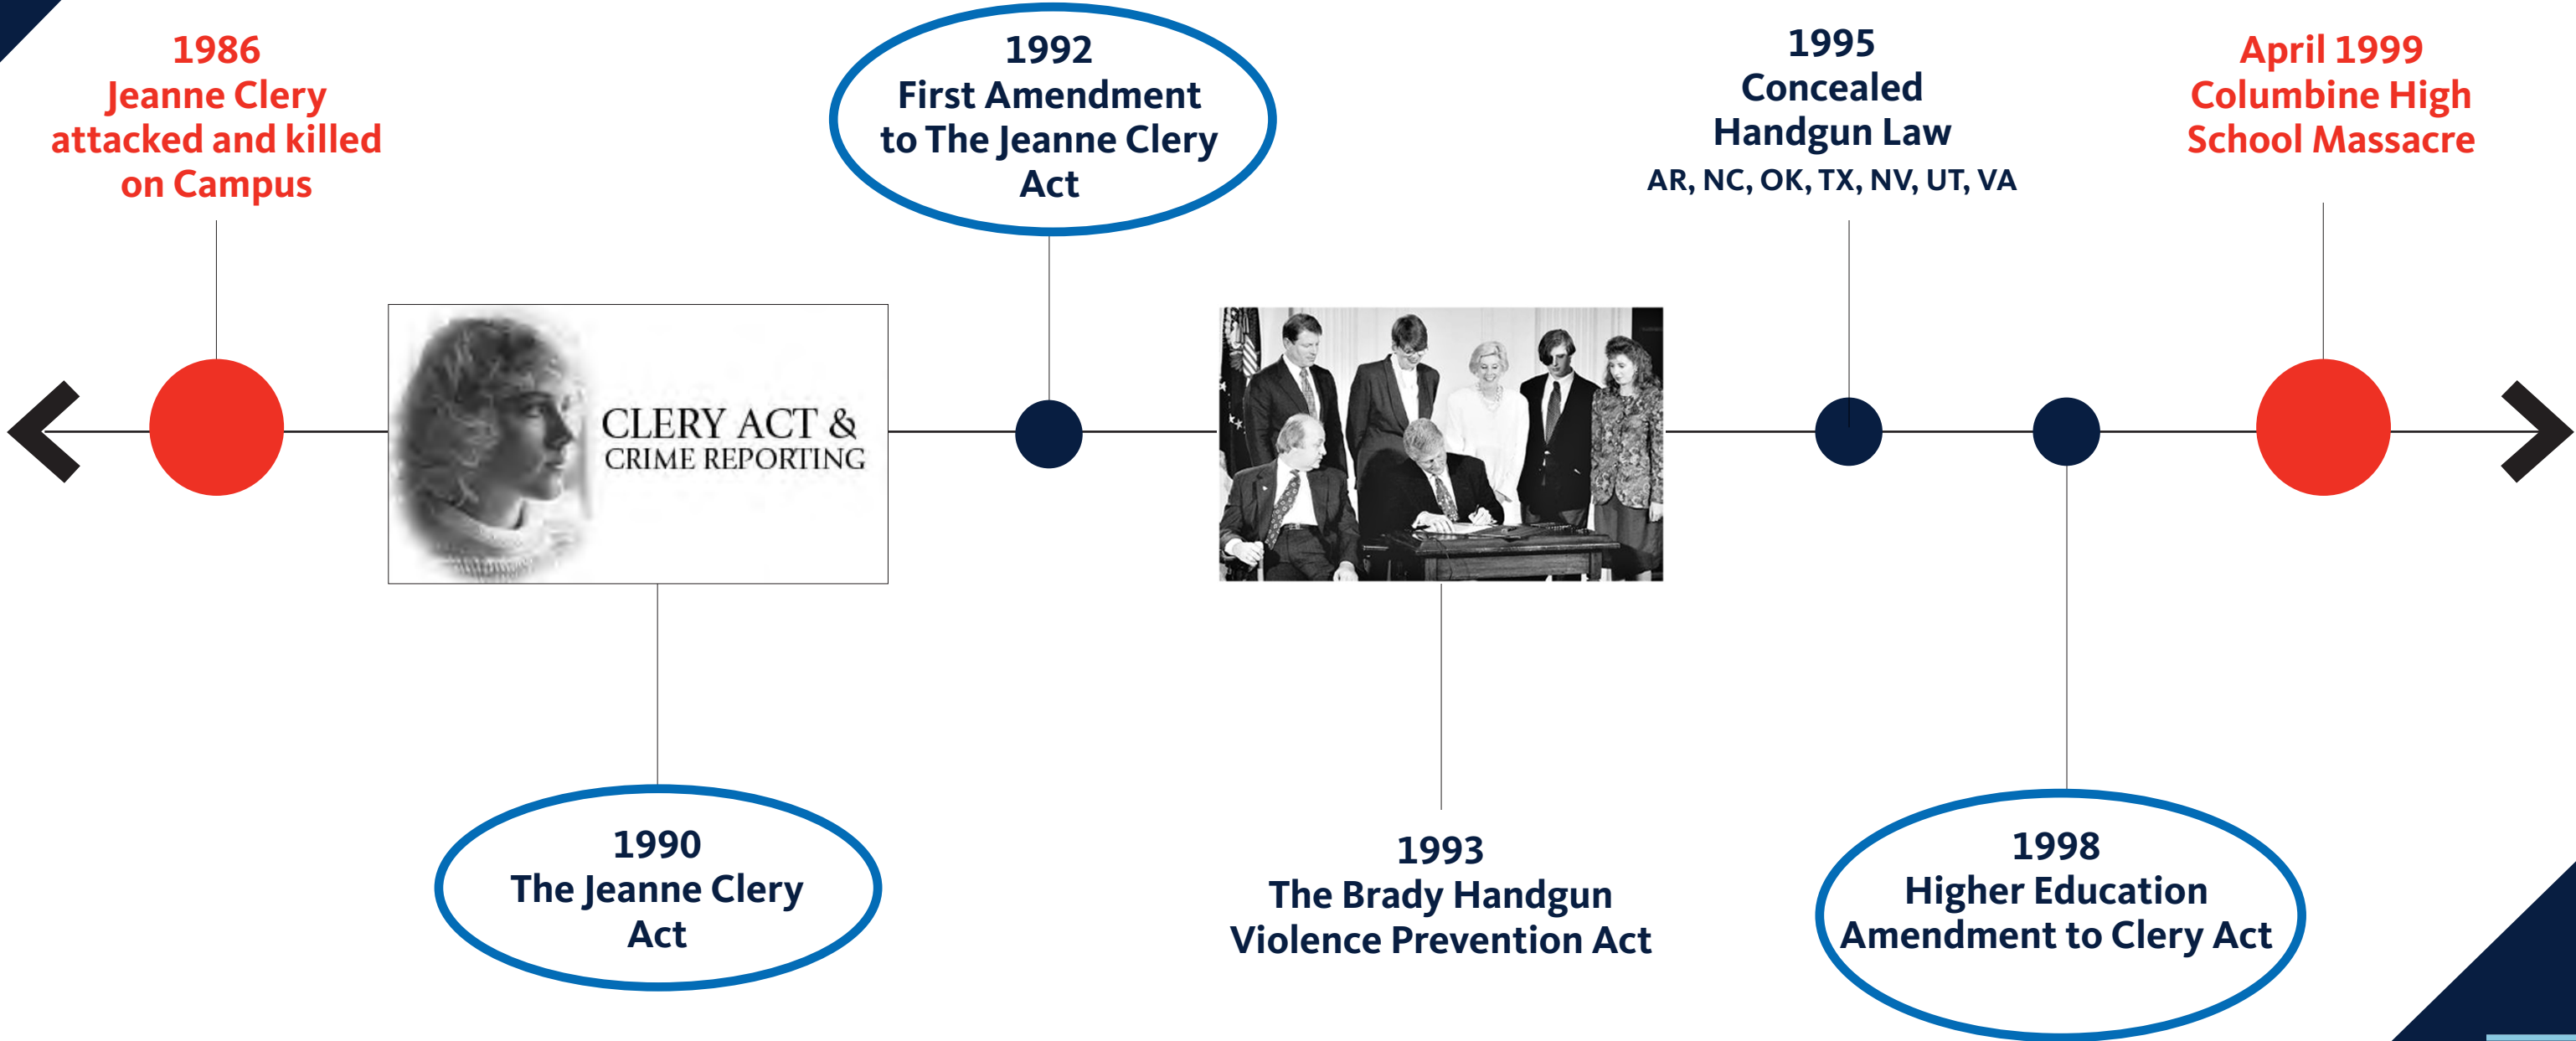 1986
Jeanne Clery
attacked and killed
on Campus
CLERY ACT &
CRIME REPORTING
1990
The Jeanne Clery
Act
1992
First Amendment
to The Jeanne Clery
Act
1993
The Brady Handgun
Violence Prevention Act
1995
Concealed
Handgun Law
AR, NC, OK, TX, NV, UT, VA
1998
Higher Education
Amendment to Clery Act
April 1999
Columbine High
School Massacre